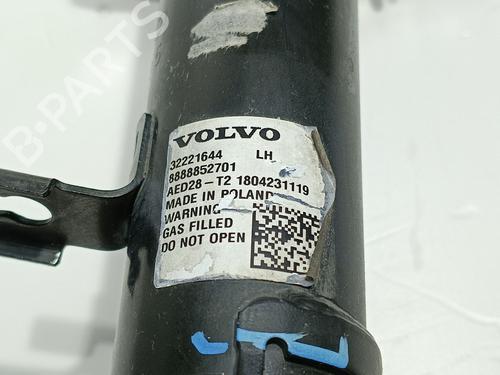 B-PARTS
VOLVO
32221644 LH
8888852701
AED28-T2 1804231119
MADE IN POLAND
WARNING
GAS FILLED
DO NOT OPEN